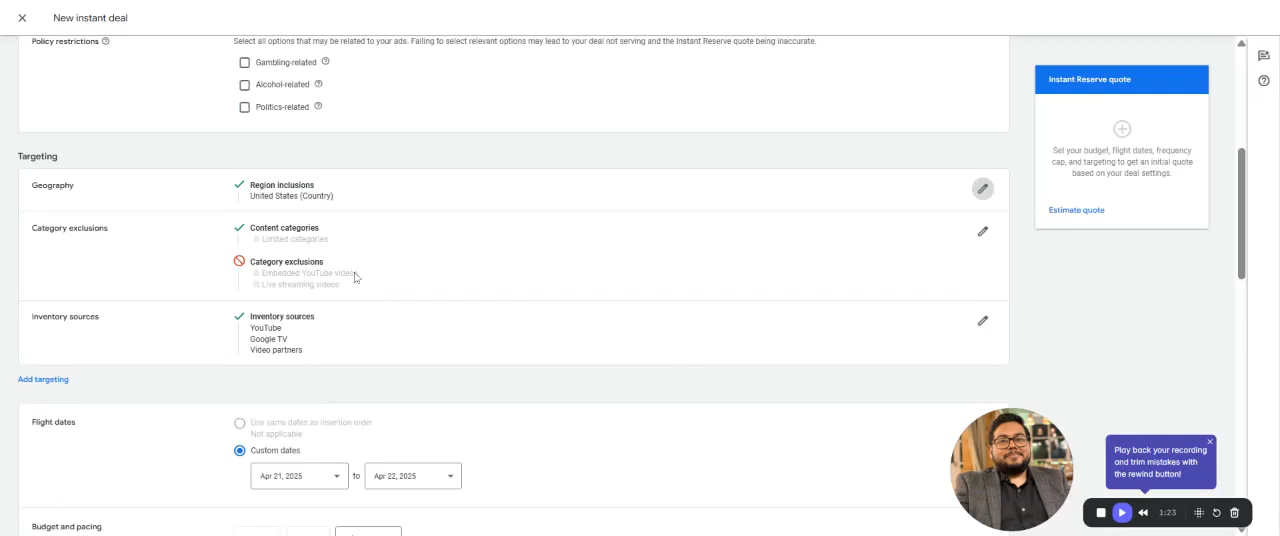 New instant deal
Policy restrictions
Select all options that may be related to your ads. Failing to select relevant options may lead to your deal not serving and the Instant Reserve quote being inaccurate.
Gambling-related
Alcohol-related
Politics-related
Instant Reserve quote
Set your budget, flight dates, frequency
cap, and targeting to get an initial quote
based on your deal settings.
Estimate quote
Targeting
Geography
Region inclusions
United States (Country)
Category exclusions
Content categories
Limited categories
Category exclusions
Embedded YouTube videos
Live streaming videos
Inventory sources
Inventory sources
YouTube
Google TV
Video partners
Add targeting
Flight dates
Use same dates as insertion order
Not applicable
Custom dates
Apr 21, 2025 to Apr 22, 2025
Budget and pacing
Play back your recording
and trim mistakes with
the rewind button!
1:23